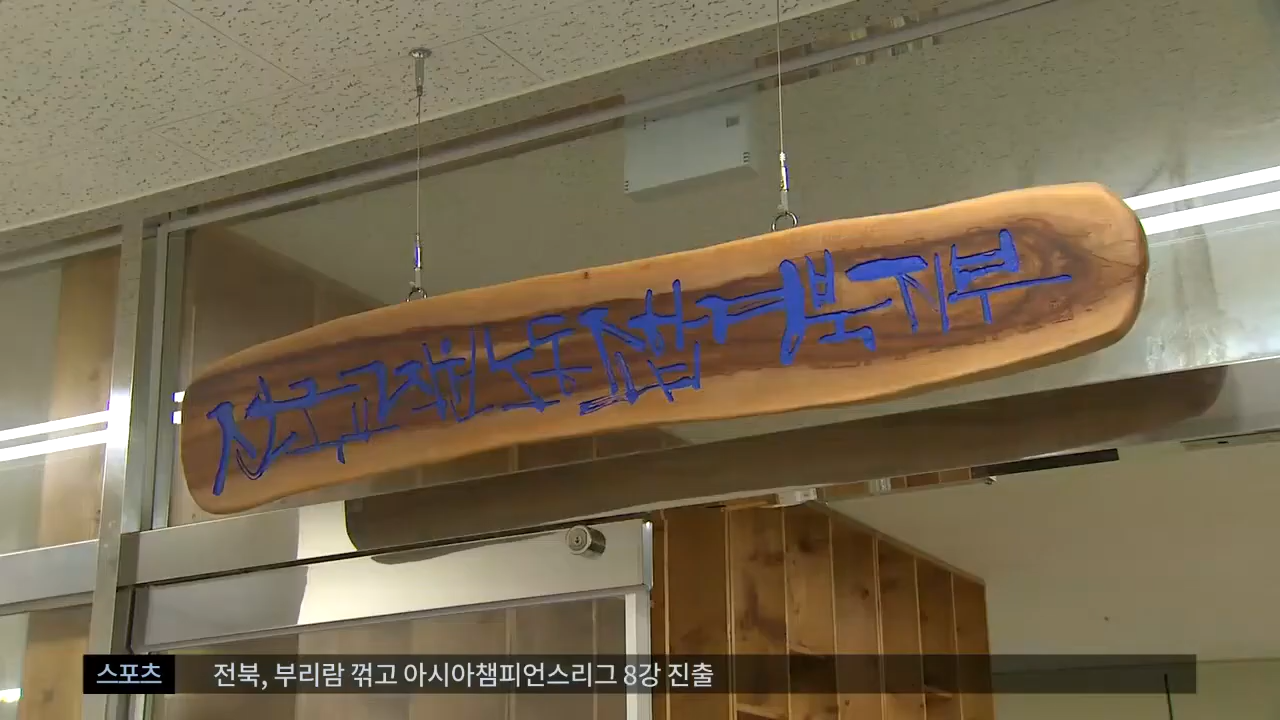 전국교직원노동조합 경북지부
스포츠 전북, 부리람 꺾고 아시아챔피언스리그 8강 진출